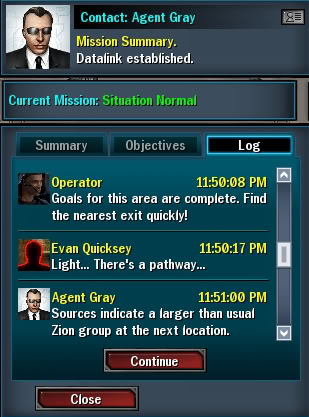 Contact: Agent Gray
Mission Summary.
Datalink established.
Current Mission: Situation Normal
Summary
Objectives
Log
Operator 11:50:08 PM
Goals for this area are complete. Find
the nearest exit quickly!
Evan Quicksey 11:50:17 PM
Light... There's a pathway...
Agent Gray 11:51:00 PM
Sources indicate a larger than usual
Zion group at the next location.
Continue
Close